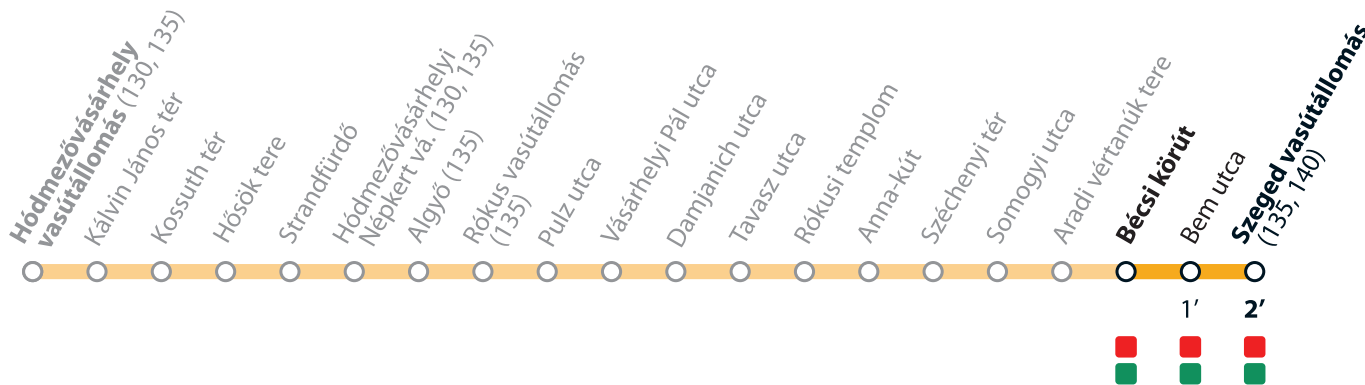 Hódmezővásárhely
vasútállomás (130, 135)
Kálvin János tér
Kossuth tér
Hősök tere
Strandfürdő
Hódmezővásárhelyi
Népkert vá. (130, 135)
Algyő (135)
Rókus vasútállomás
(135)
Pulz utca
Vásárhelyi Pál utca
Damjanich utca
Tavasz utca
Rókusi templom
Anna-kút
Széchenyi tér
Somogyi utca
Aradi vértanúk tere
Bécsi körút
Bem utca
Szeged vasútállomás
(135, 140)
1’
2’